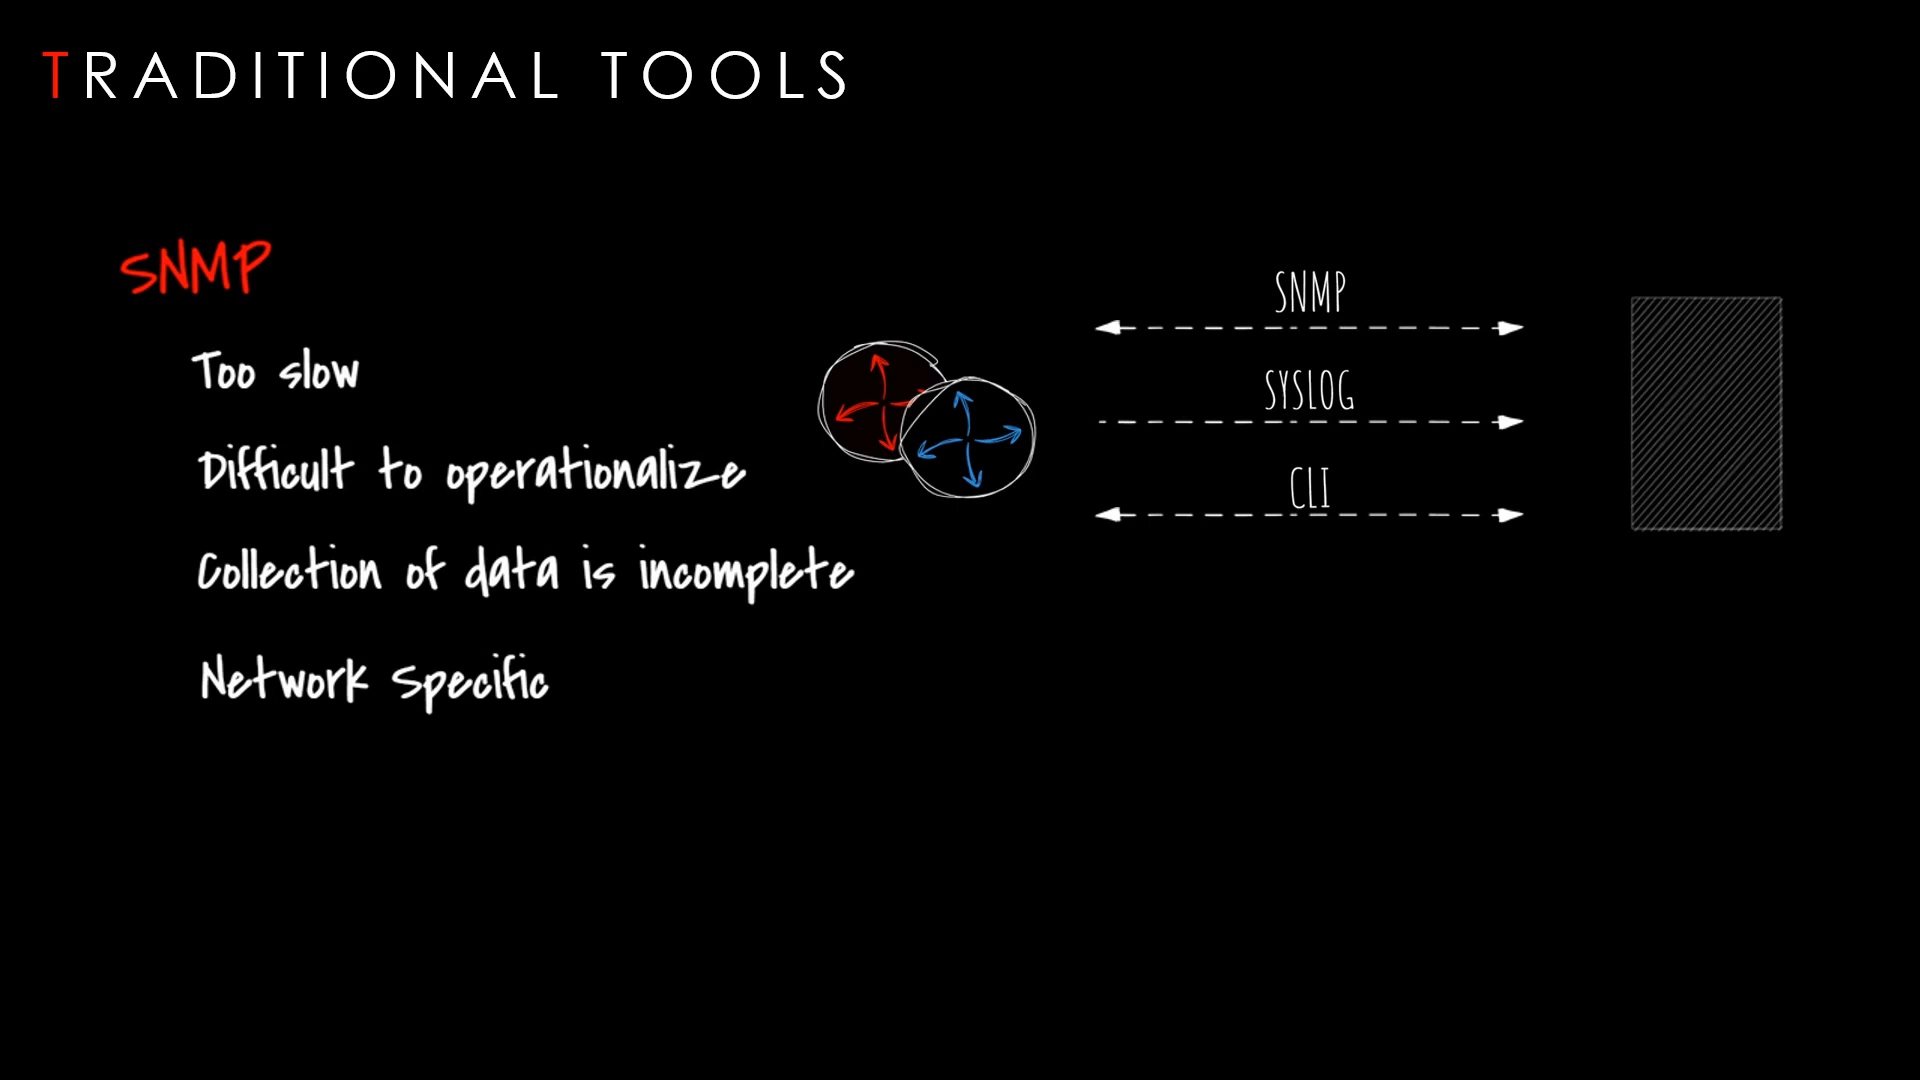 TRADITIONAL TOOLS
SNMP
Too slow
Difficult to operationalize
Collection of data is incomplete
Network Specific
SNMP
SYSLOG
CLI